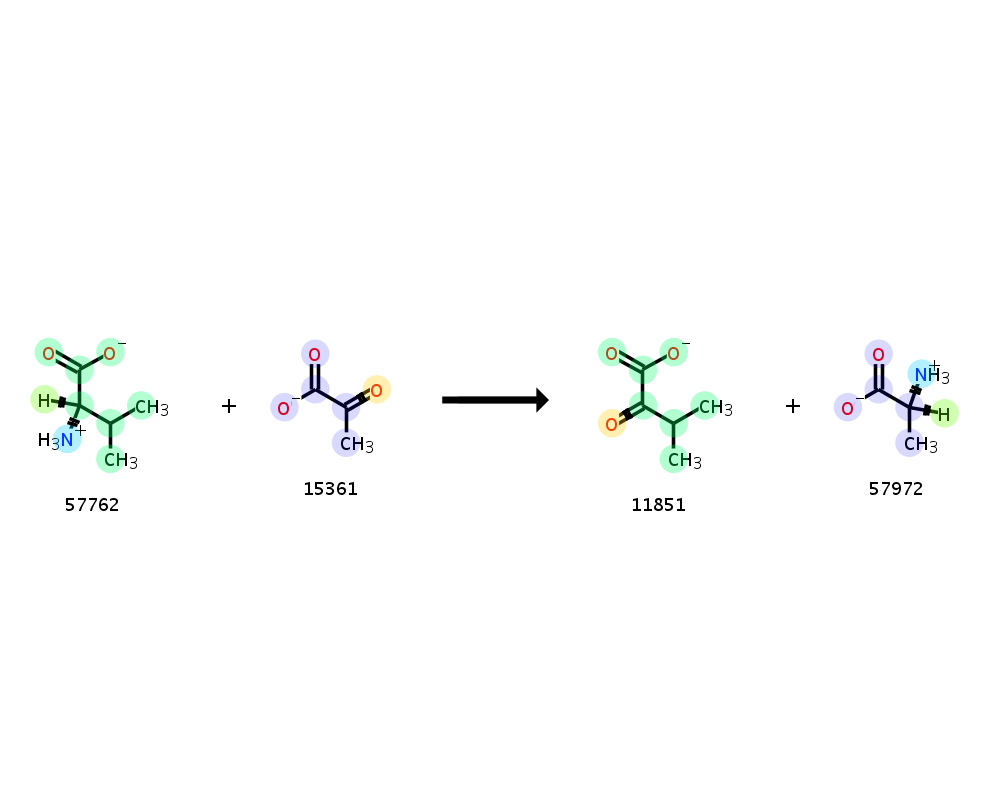 O O⁻ H CH₃ H₃N⁺ CH₃
+
O O⁻ O CH₃
O O⁻ O CH₃ CH₃
+
O NH₃⁺ O⁻ H CH₃
57762 15361 11851 57972